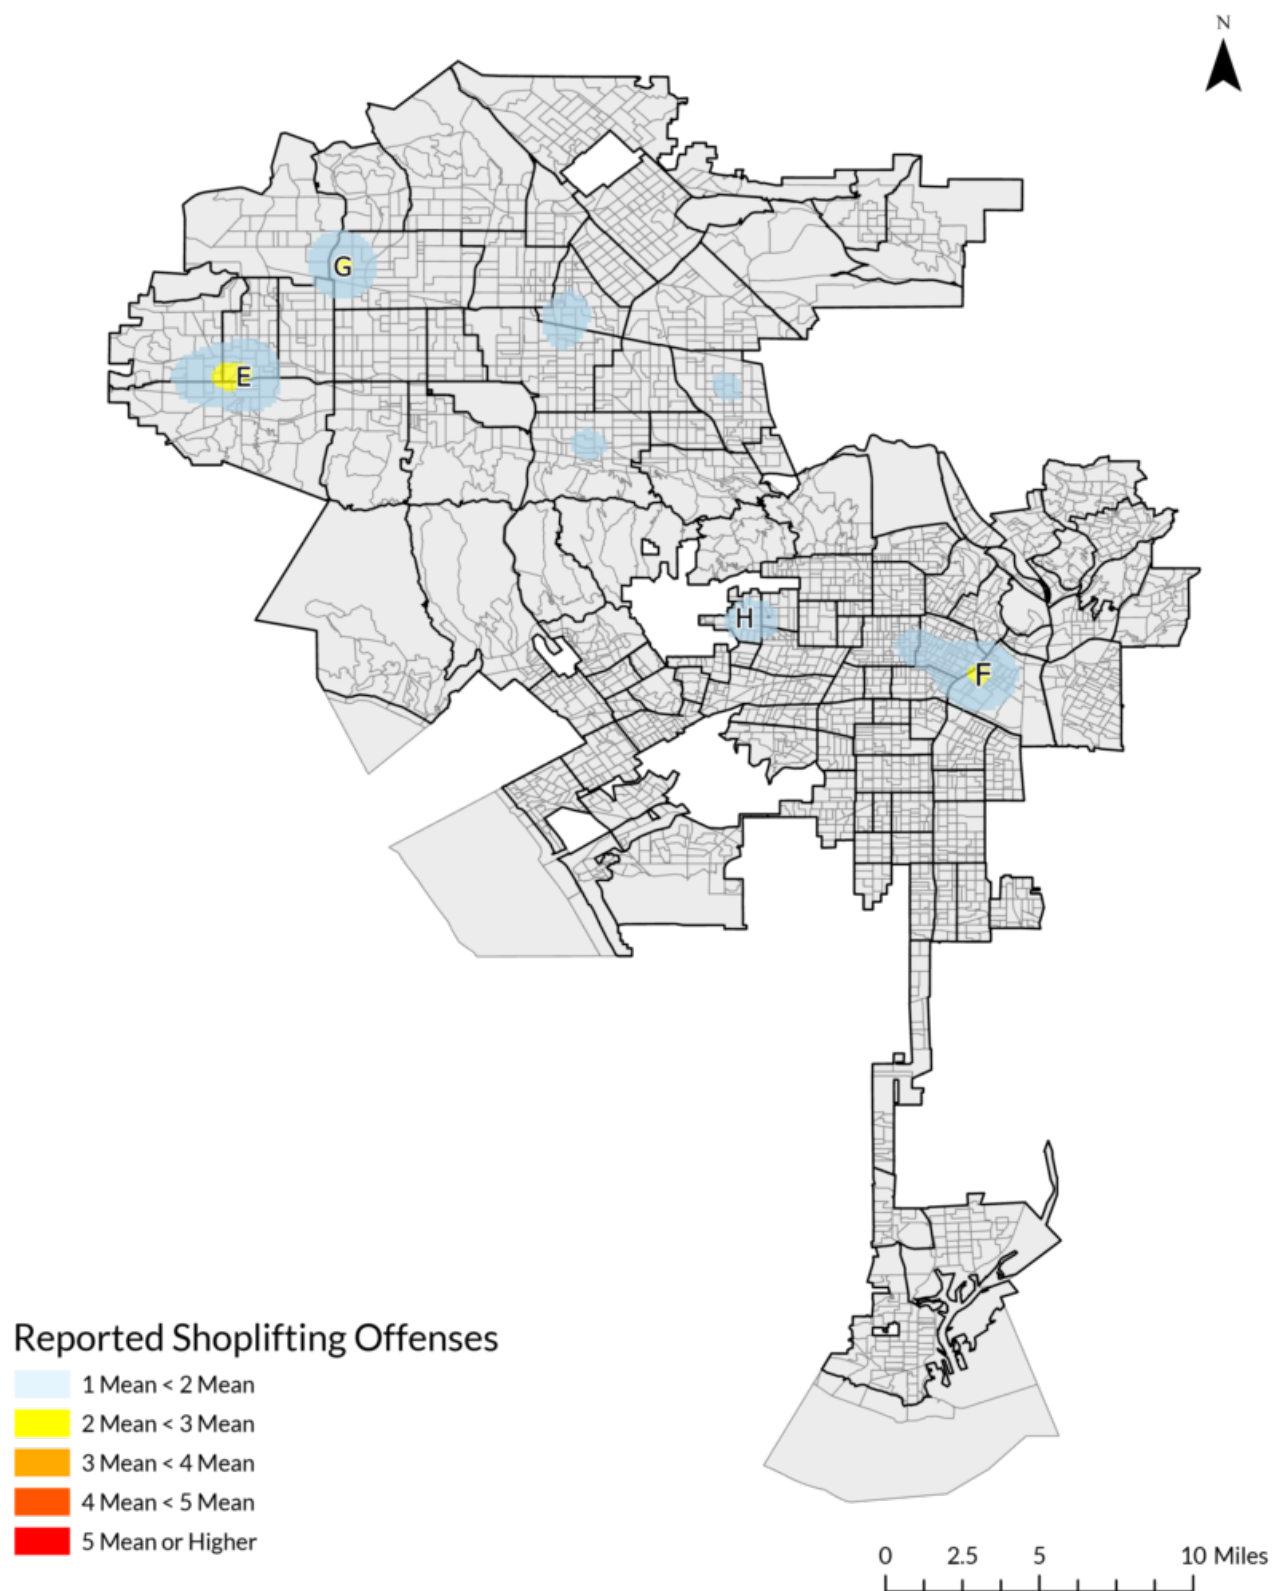 N
G
E
H
F
Reported Shoplifting Offenses
1 Mean < 2 Mean
2 Mean < 3 Mean
3 Mean < 4 Mean
4 Mean < 5 Mean
5 Mean or Higher
0 2.5 5 10 Miles